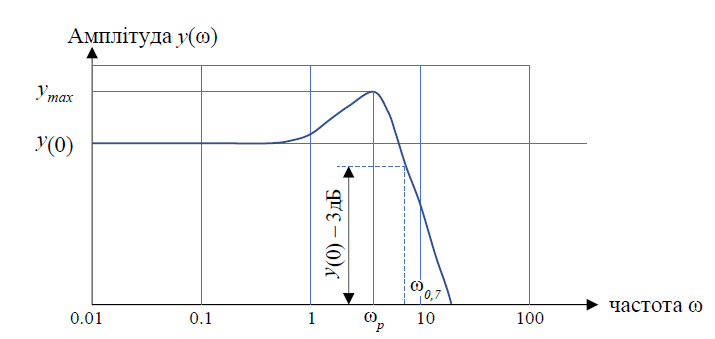 Амплітуда y(ω)
y_max
y(0)
y(0) − 3дБ
ω_0,7
частота ω
0.01 0.1 1 ω_p 10 100